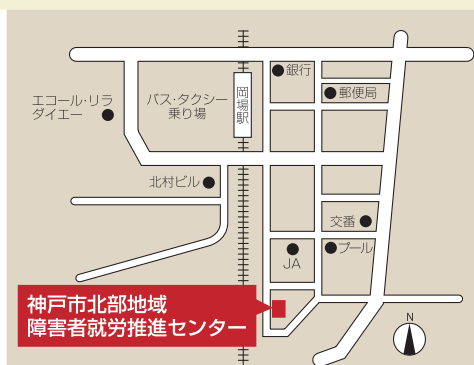 銀行
郵便局
岡場駅
バス・タクシー
乗り場
エコール・リラ
ダイエー
北村ビル
交番
プール
JA
神戸市北部地域
障害者就労推進センター
N